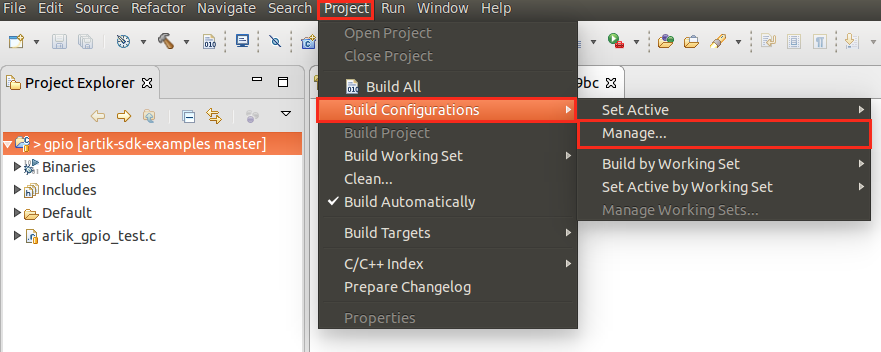 File Edit Source Refactor Navigate Search Project Run Window Help
Project Explorer
> gpio [artik-sdk-examples master]
Binaries
Includes
Default
artik_gpio_test.c
Open Project
Close Project
010 Build All
Build Configurations
Build Project
Build Working Set
Clean...
Build Automatically
Build Targets
C/C++ Index
Prepare Changelog
Properties
9bc
Set Active
Manage...
Build by Working Set
Set Active by Working Set
Manage Working Sets...